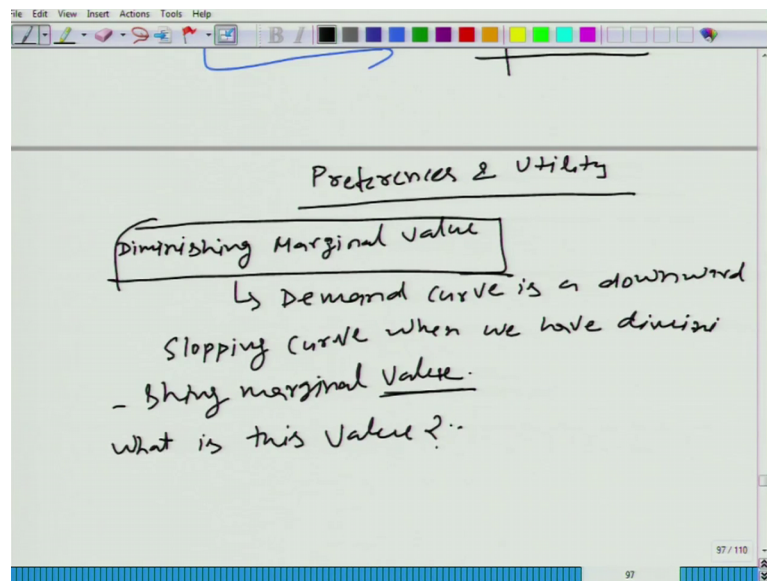 File Edit View Insert Actions Tools Help
B I
Preferences & Utility
Diminishing Marginal Value
↳ Demand curve is a downward
Slopping Curve when we have dimini
- Shing marginal Value.
What is this Value ?..
97 / 110
97